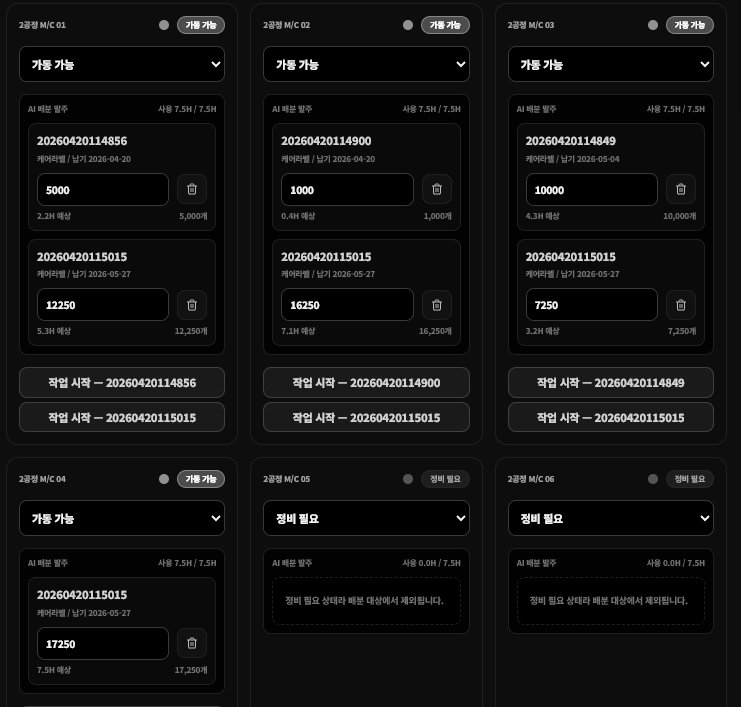 2공정 M/C 01
가동 가능
가동 가능
AI 배분 발주 사용 7.5H / 7.5H
20260420114856
케어라벨 / 납기 2026-04-20
5000
2.2H 예상 5,000개
20260420115015
케어라벨 / 납기 2026-05-27
12250
5.3H 예상 12,250개
작업 시작 — 20260420114856
작업 시작 — 20260420115015
2공정 M/C 02
가동 가능
가동 가능
AI 배분 발주 사용 7.5H / 7.5H
20260420114900
케어라벨 / 납기 2026-04-20
1000
0.4H 예상 1,000개
20260420115015
케어라벨 / 납기 2026-05-27
16250
7.1H 예상 16,250개
작업 시작 — 20260420114900
작업 시작 — 20260420115015
2공정 M/C 03
가동 가능
가동 가능
AI 배분 발주 사용 7.5H / 7.5H
20260420114849
케어라벨 / 납기 2026-05-04
10000
4.3H 예상 10,000개
20260420115015
케어라벨 / 납기 2026-05-27
7250
3.2H 예상 7,250개
작업 시작 — 20260420114849
작업 시작 — 20260420115015
2공정 M/C 04
가동 가능
가동 가능
AI 배분 발주 사용 7.5H / 7.5H
20260420115015
케어라벨 / 납기 2026-05-27
17250
7.5H 예상 17,250개
2공정 M/C 05
정비 필요
정비 필요
AI 배분 발주 사용 0.0H / 7.5H
정비 필요 상태라 배분 대상에서 제외됩니다.
2공정 M/C 06
정비 필요
정비 필요
AI 배분 발주 사용 0.0H / 7.5H
정비 필요 상태라 배분 대상에서 제외됩니다.